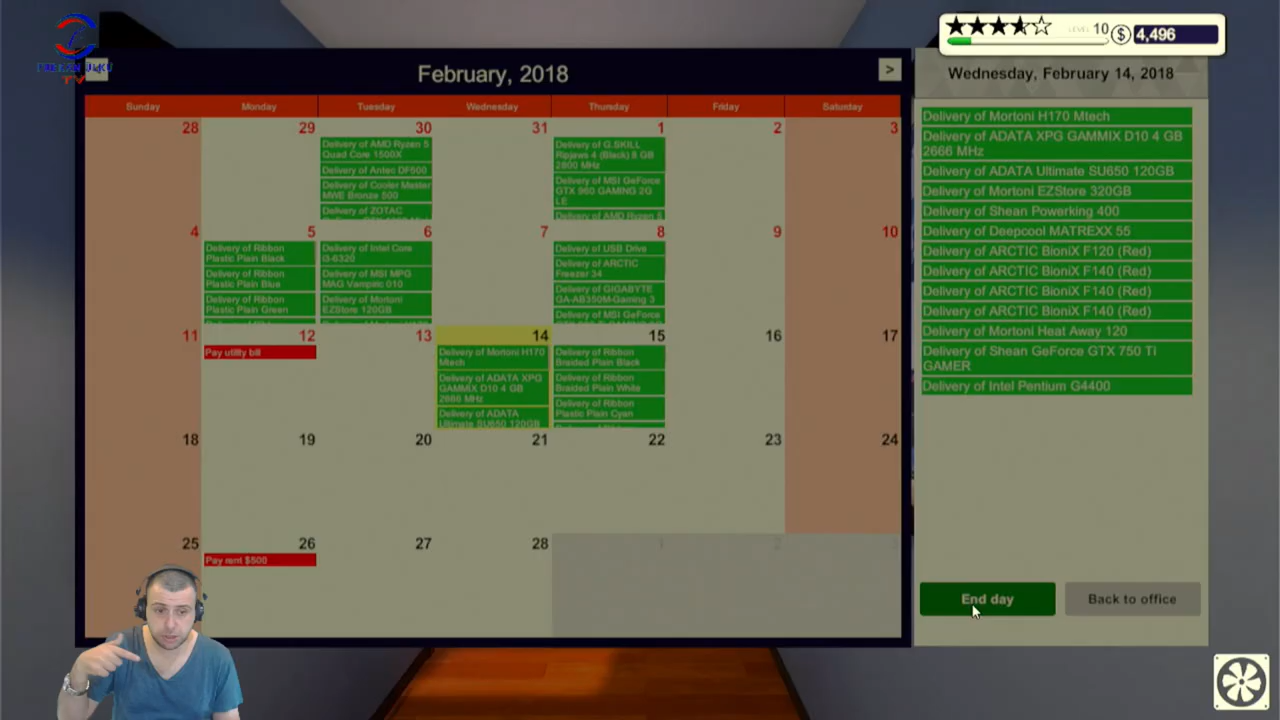 LEVEL 10
$ 4,496
TV
February, 2018
>
Wednesday, February 14, 2018
Sunday Monday Tuesday Wednesday Thursday Friday Saturday
28 29 30 31 1 2 3
Delivery of AMD Ryzen 5
Quad Core 1500X
Delivery of Antec DF500
Delivery of Cooler Master
MWE Bronze 500
Delivery of ZOTAC
Delivery of G.SKILL
Ripjaws 4 (Black) 8 GB
2800 MHz
Delivery of MSI GeForce
GTX 960 GAMING 2G
LE
Delivery of AMD Ryzen 5
4 5 6 7 8 9 10
Delivery of Ribbon
Plastic Plain Black
Delivery of Ribbon
Plastic Plain Blue
Delivery of Ribbon
Plastic Plain Green
Delivery of Intel Core
i3-6320
Delivery of MSI MPG
MAG Vampiric 010
Delivery of Mortoni
EZStore 120GB
Delivery of USB Drive
Delivery of ARCTIC
Freezer 34
Delivery of GIGABYTE
GA-AB350M-Gaming 3
Delivery of MSI GeForce
11 12 13 14 15 16 17
Pay utility bill
Delivery of Mortoni H170
Mtech
Delivery of ADATA XPG
GAMMIX D10 4 GB
2666 MHz
Delivery of ADATA
Ultimate SU650 120GB
Delivery of Ribbon
Braided Plain Black
Delivery of Ribbon
Braided Plain White
Delivery of Ribbon
Plastic Plain Cyan
18 19 20 21 22 23 24
25 26 27 28 1 2 3
Pay rent $500
Delivery of Mortoni H170 Mtech
Delivery of ADATA XPG GAMMIX D10 4 GB
2666 MHz
Delivery of ADATA Ultimate SU650 120GB
Delivery of Mortoni EZStore 320GB
Delivery of Shean Powerking 400
Delivery of Deepcool MATREXX 55
Delivery of ARCTIC BioniX F120 (Red)
Delivery of ARCTIC BioniX F140 (Red)
Delivery of ARCTIC BioniX F140 (Red)
Delivery of ARCTIC BioniX F140 (Red)
Delivery of Mortoni Heat Away 120
Delivery of Shean GeForce GTX 750 Ti
GAMER
Delivery of Intel Pentium G4400
End day
Back to office